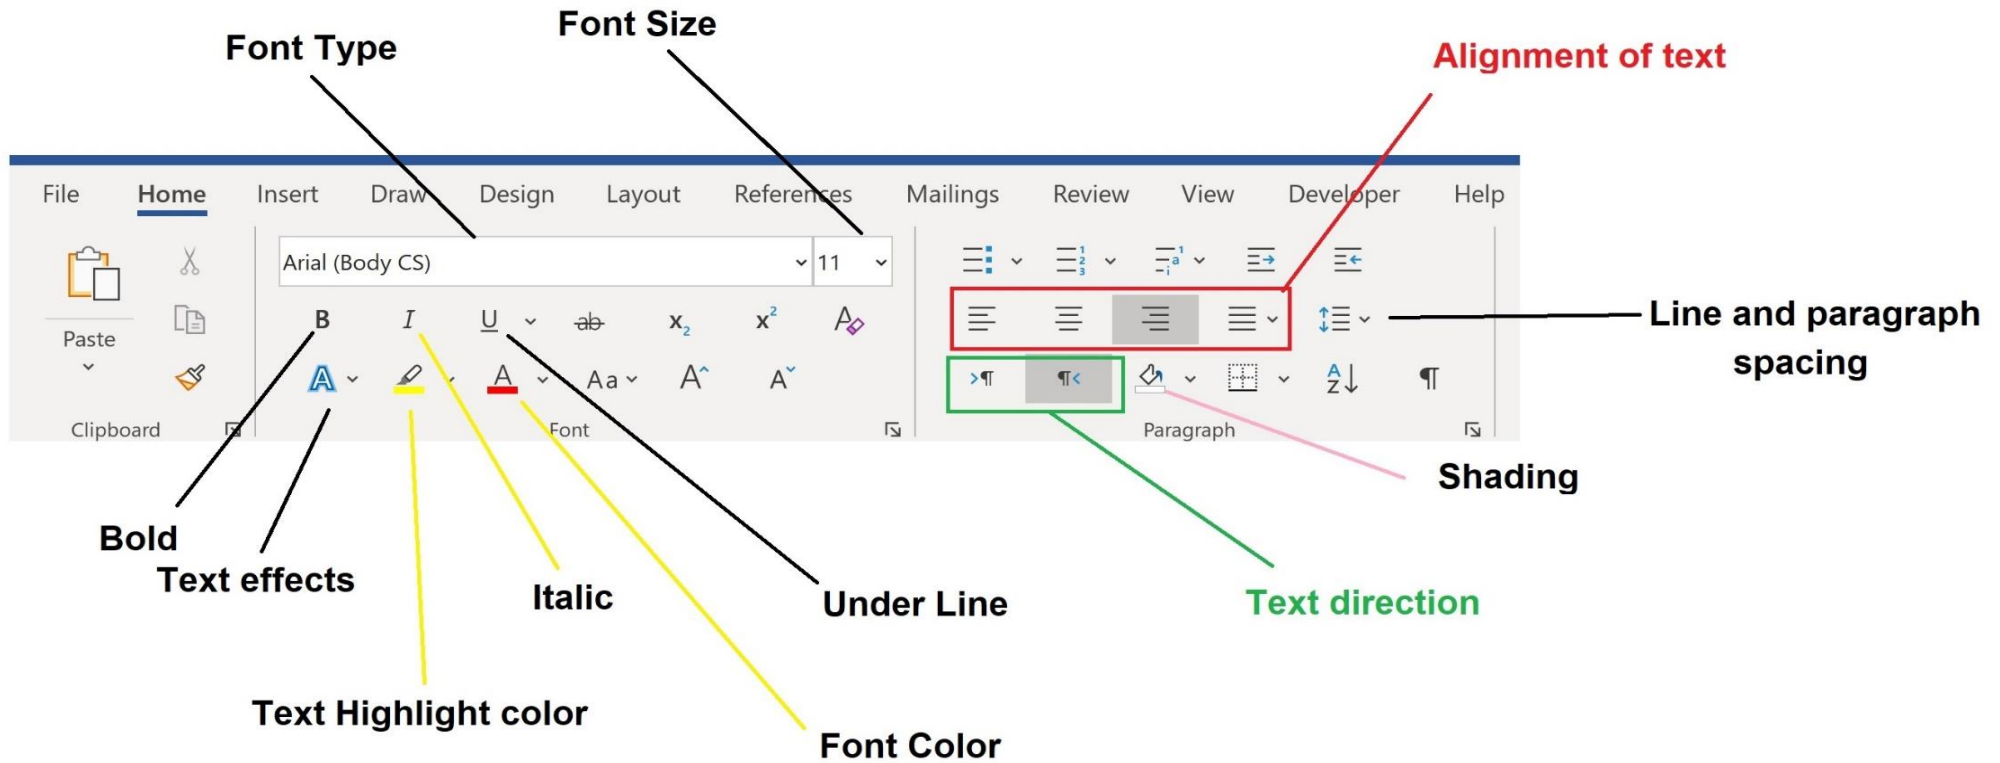 Font Size
Font Type
Alignment of text
File Home Insert Draw Design Layout References Mailings Review View Developer Help
Arial (Body CS) 11
Paste
B I U ab x2 x2 A
A A Aa A A
Clipboard Font Paragraph
Line and paragraph
spacing
Shading
Bold
Text effects
Italic
Under Line
Text direction
Text Highlight color
Font Color